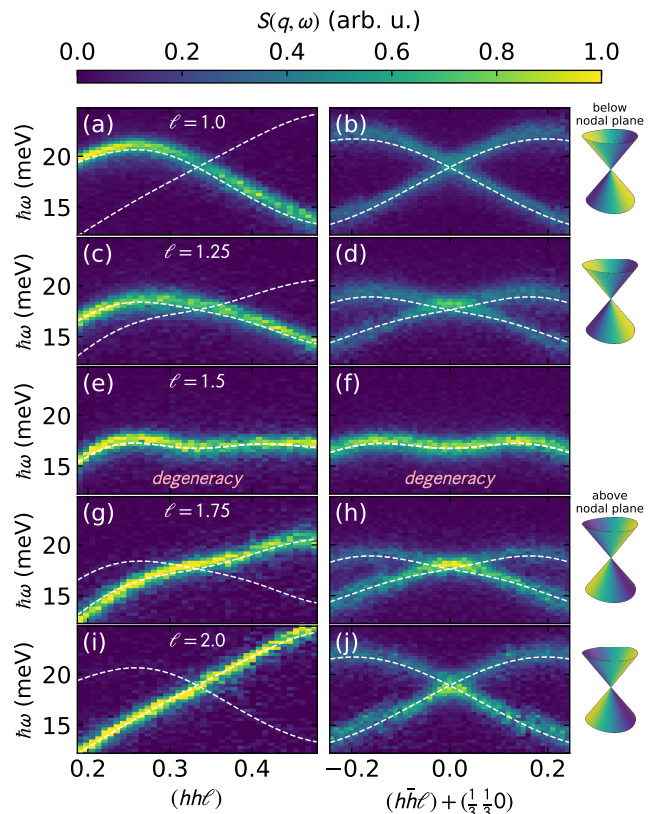 S(q, ω) (arb. u.)
0.0 0.2 0.4 0.6 0.8 1.0
(a) ℓ = 1.0
(b)
below
nodal plane
ħω (meV)
20
15
(c) ℓ = 1.25
(d)
ħω (meV)
20
15
(e) ℓ = 1.5
(f)
ħω (meV)
20
15
degeneracy
degeneracy
(g) ℓ = 1.75
(h)
above
nodal plane
ħω (meV)
20
15
(i) ℓ = 2.0
(j)
ħω (meV)
20
15
0.2 0.3 0.4
−0.2 0.0 0.2
(hhℓ)
(hh̄ℓ) + (⅓ ⅓ 0)